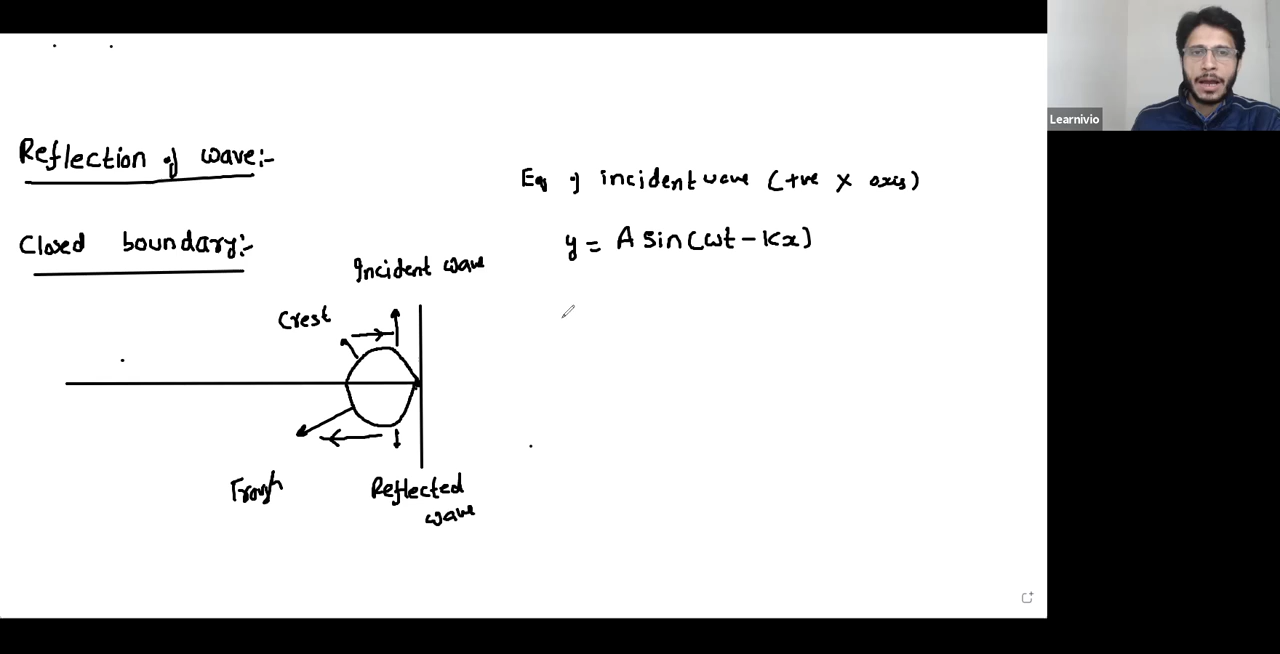 Reflection of wave:-
Closed boundary:-
Incident wave
Crest
Trough
Reflected
wave
Eq of incident wave (+ve x axis)
y = A sin(ωt - kx)
Learnivio